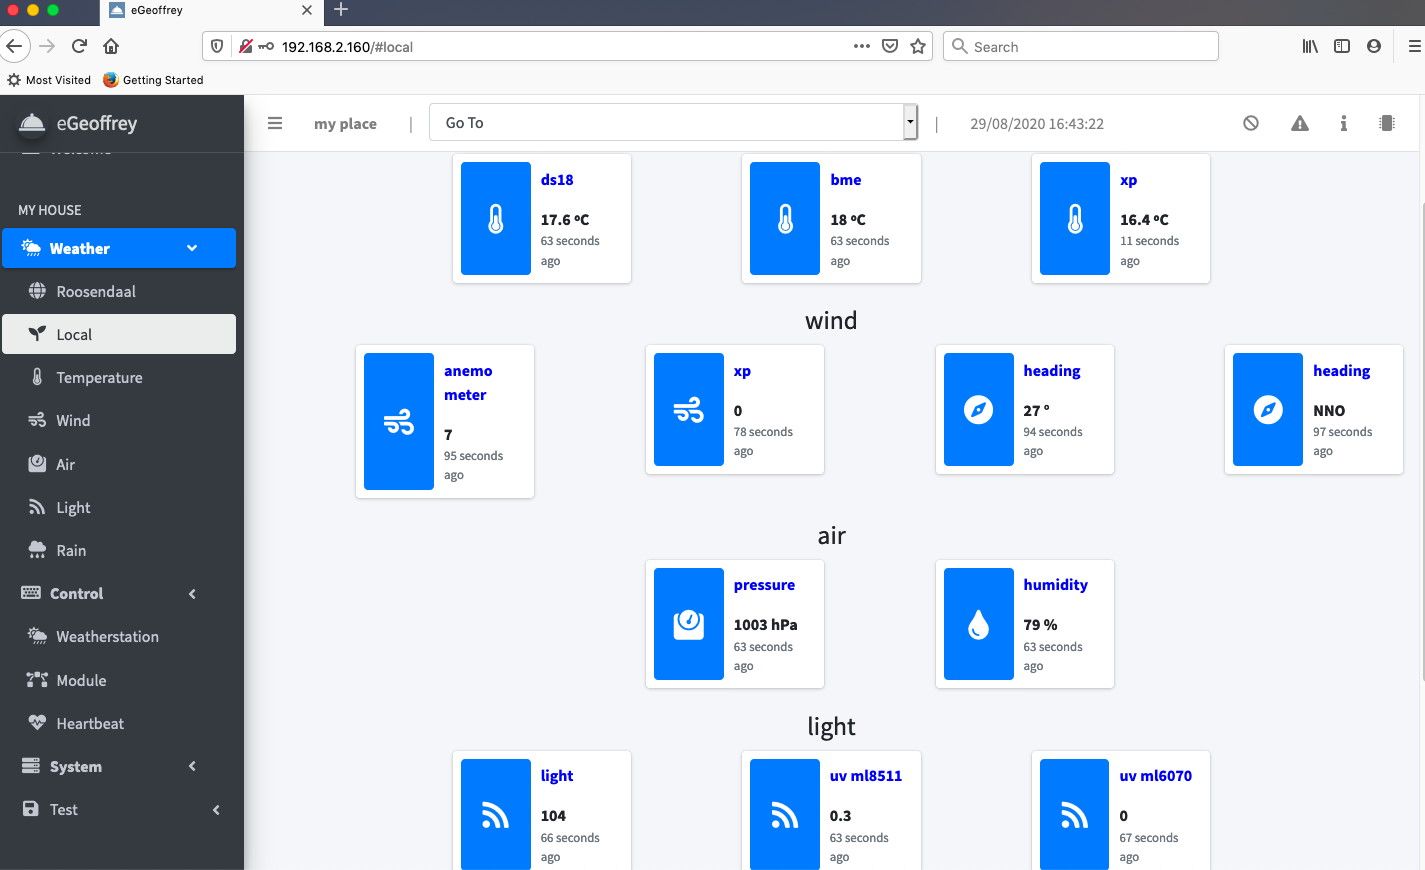 eGeoffrey
192.168.2.160/#local
Search
Most Visited
Getting Started
eGeoffrey
my place
|
Go To
|
29/08/2020 16:43:22
Welcome
MY HOUSE
Weather
Roosendaal
Local
Temperature
Wind
Air
Light
Rain
Control
Weatherstation
Module
Heartbeat
System
Test
ds18
17.6 ºC
63 seconds
ago
bme
18 ºC
63 seconds
ago
xp
16.4 ºC
11 seconds
ago
wind
anemo
meter
7
95 seconds
ago
xp
0
78 seconds
ago
heading
27 °
94 seconds
ago
heading
NNO
97 seconds
ago
air
pressure
1003 hPa
63 seconds
ago
humidity
79 %
63 seconds
ago
light
light
104
66 seconds
ago
uv ml8511
0.3
63 seconds
ago
uv ml6070
0
67 seconds
ago